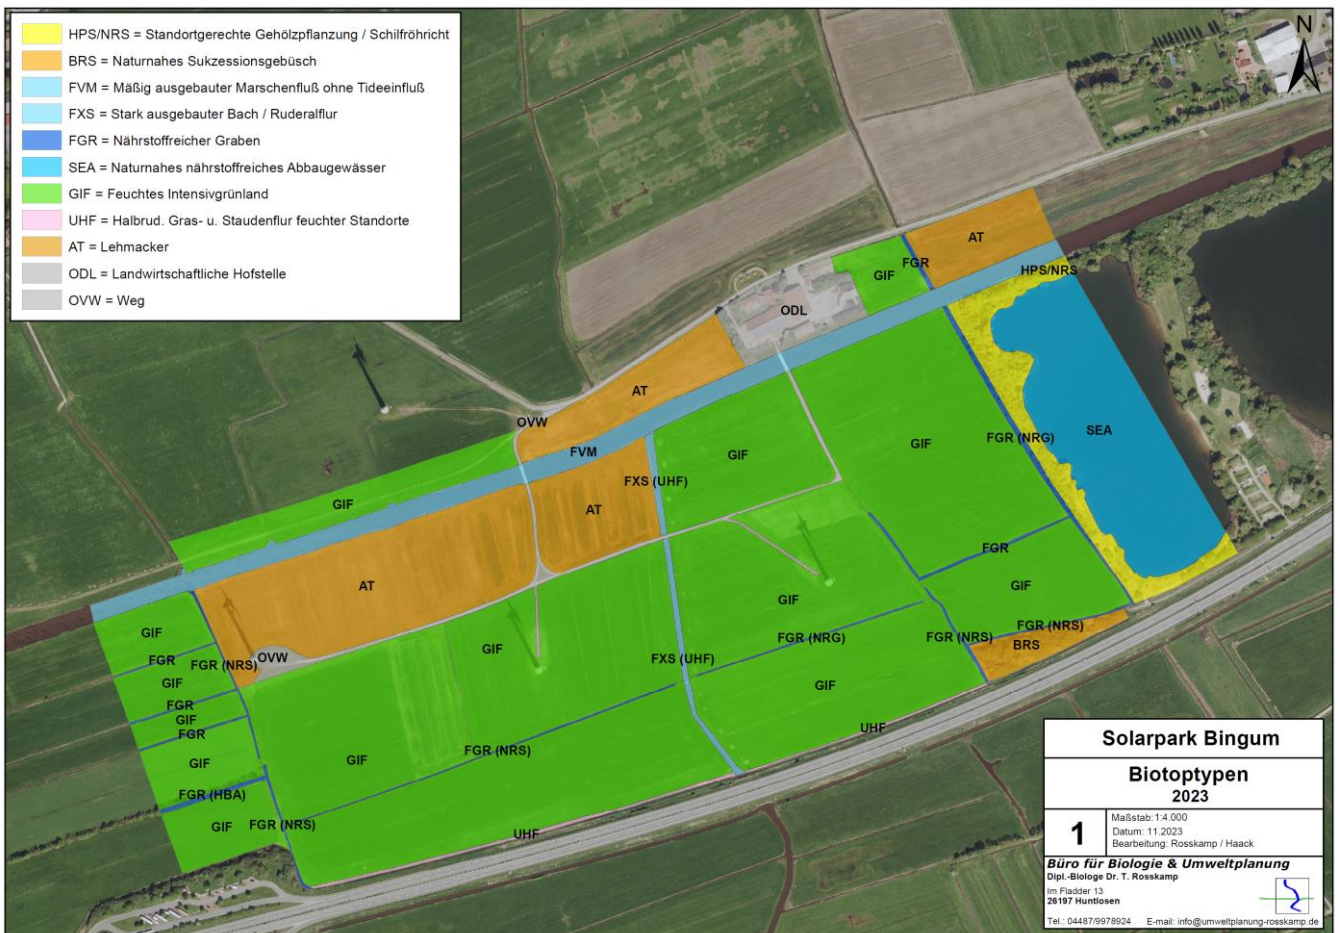 HPS/NRS = Standortgerechte Gehölzpflanzung / Schilfröhricht
BRS = Naturnahes Sukzessionsgebüsch
FVM = Mäßig ausgebauter Marschenfluß ohne Tideeinfluß
FXS = Stark ausgebauter Bach / Ruderalflur
FGR = Nährstoffreicher Graben
SEA = Naturnahes nährstoffreiches Abbaugewässer
GIF = Feuchtes Intensivgrünland
UHF = Halbrud. Gras- u. Staudenflur feuchter Standorte
AT = Lehmacker
ODL = Landwirtschaftliche Hofstelle
OVW = Weg
N
AT
FGR
HPS/NRS
GIF
ODL
AT
OVW
SEA
FGR (NRG)
GIF
FVM
GIF
FXS (UHF)
GIF
AT
FGR
AT
GIF
GIF
FGR (NRS)
GIF
FGR (NRG)
FGR (NRS)
BRS
GIF
OVW
FXS (UHF)
FGR
FGR (NRS)
GIF
GIF
FGR
GIF
UHF
FGR
FGR (NRS)
GIF
GIF
FGR (HBA)
GIF
FGR (NRS)
UHF
Solarpark Bingum
Biotoptypen
2023
1
Maßstab: 1:4.000
Datum: 11.2023
Bearbeitung: Rosskamp / Haack
Büro für Biologie & Umweltplanung
Dipl.-Biologe Dr. T. Rosskamp
Im Fladder 13
26197 Huntlosen
Tel.: 04487/9978924 E-mail: info@umweltplanung-rosskamp.de